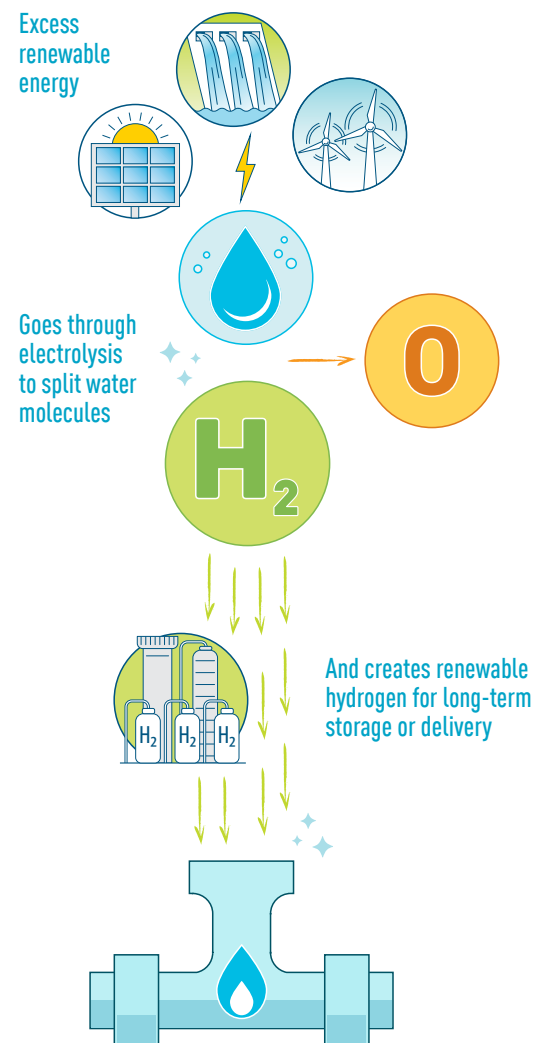 Excess
renewable
energy
Goes through
electrolysis
to split water
molecules
O
H₂
H₂ H₂ H₂
And creates renewable
hydrogen for long-term
storage or delivery